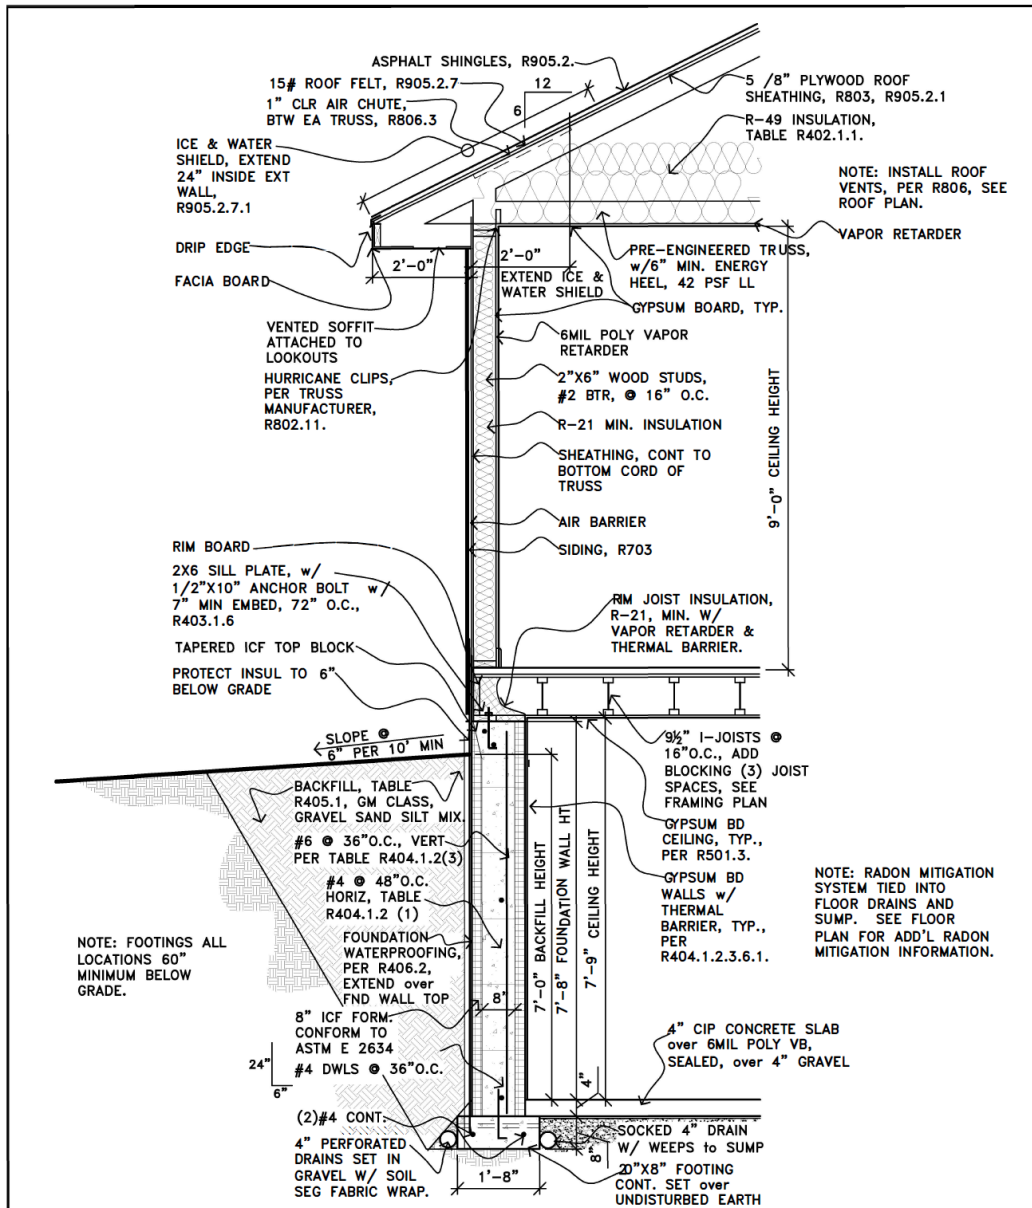 ASPHALT SHINGLES, R905.2.
15# ROOF FELT, R905.2.7
12
6
1" CLR AIR CHUTE,
BTW EA TRUSS, R806.3
5 /8" PLYWOOD ROOF
SHEATHING, R803, R905.2.1
R-49 INSULATION,
TABLE R402.1.1.
ICE & WATER
SHIELD, EXTEND
24" INSIDE EXT
WALL,
R905.2.7.1
NOTE: INSTALL ROOF
VENTS, PER R806, SEE
ROOF PLAN.
VAPOR RETARDER
DRIP EDGE
FACIA BOARD
2'-0"
2'-0"
EXTEND ICE &
WATER SHIELD
PRE-ENGINEERED TRUSS,
w/6" MIN. ENERGY
HEEL, 42 PSF LL
GYPSUM BOARD, TYP.
VENTED SOFFIT
ATTACHED TO
LOOKOUTS
6MIL POLY VAPOR
RETARDER
HURRICANE CLIPS,
PER TRUSS
MANUFACTURER,
R802.11.
2"X6" WOOD STUDS,
#2 BTR, @ 16" O.C.
R-21 MIN. INSULATION
SHEATHING, CONT TO
BOTTOM CORD OF
TRUSS
9'-0" CEILING HEIGHT
AIR BARRIER
SIDING, R703
RIM BOARD
2X6 SILL PLATE, w/
1/2"X10" ANCHOR BOLT w/
7" MIN EMBED, 72" O.C.,
R403.1.6
RIM JOIST INSULATION,
R-21, MIN. W/
VAPOR RETARDER &
THERMAL BARRIER.
TAPERED ICF TOP BLOCK
PROTECT INSUL TO 6"
BELOW GRADE
SLOPE @
6" PER 10' MIN
9½" I-JOISTS @
16"O.C., ADD
BLOCKING (3) JOIST
SPACES, SEE
FRAMING PLAN
BACKFILL, TABLE
R405.1, GM CLASS,
GRAVEL SAND SILT MIX.
#6 @ 36"O.C., VERT
PER TABLE R404.1.2(3)
#4 @ 48"O.C.
HORIZ, TABLE
R404.1.2 (1)
7'-0" BACKFILL HEIGHT
7'-8" FOUNDATION WALL HT
7'-9" CEILING HEIGHT
GYPSUM BD
CEILING, TYP.,
PER R501.3.
GYPSUM BD
WALLS w/
THERMAL
BARRIER, TYP.,
PER
R404.1.2.3.6.1.
NOTE: RADON MITIGATION
SYSTEM TIED INTO
FLOOR DRAINS AND
SUMP. SEE FLOOR
PLAN FOR ADD'L RADON
MITIGATION INFORMATION.
NOTE: FOOTINGS ALL
LOCATIONS 60"
MINIMUM BELOW
GRADE.
FOUNDATION
WATERPROOFING,
PER R406.2,
EXTEND over
FND WALL TOP
8"
8" ICF FORM.
CONFORM TO
ASTM E 2634
24"
6"
#4 DWLS @ 36"O.C.
4" CIP CONCRETE SLAB
over 6MIL POLY VB,
SEALED, over 4" GRAVEL
4"
(2)#4 CONT.
4" PERFORATED
DRAINS SET IN
GRAVEL W/ SOIL
SEG FABRIC WRAP.
1'-8"
8"
SOCKED 4" DRAIN
W/ WEEPS to SUMP
20"X8" FOOTING
CONT. SET over
UNDISTURBED EARTH